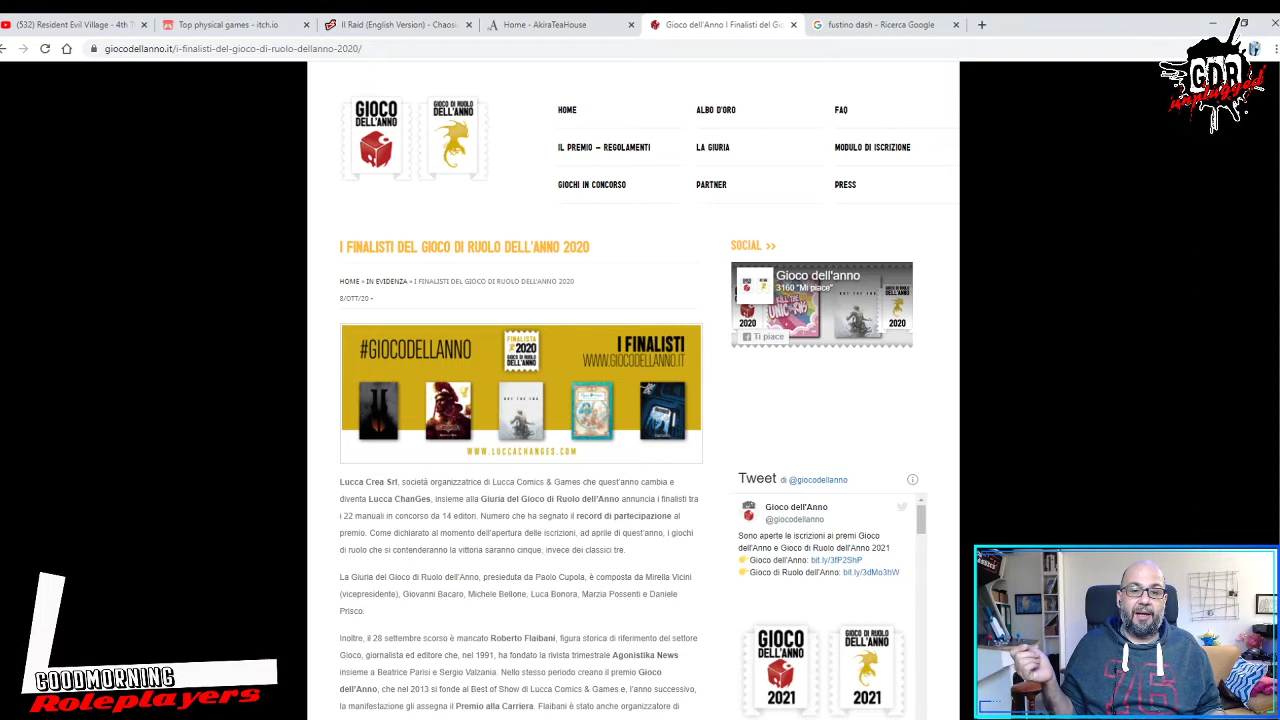 (532) Resident Evil Village - 4th T
Top physical games - itch.io
Il Raid (English Version) - Chaosi
Home - AkiraTeaHouse
Gioco dell'Anno I Finalisti del Gio
fustino dash - Ricerca Google
giocodellanno.it/i-finalisti-del-gioco-di-ruolo-dellanno-2020/
GDR
unplugged
GIOCO DELL'ANNO
GIOCO DI RUOLO DELL'ANNO
HOME
ALBO D'ORO
FAQ
IL PREMIO – REGOLAMENTI
LA GIURIA
MODULO DI ISCRIZIONE
GIOCHI IN CONCORSO
PARTNER
PRESS
I FINALISTI DEL GIOCO DI RUOLO DELL'ANNO 2020
HOME » IN EVIDENZA » I FINALISTI DEL GIOCO DI RUOLO DELL'ANNO 2020
8/OTT/20 -
#GIOCODELLANNO
FINALISTA
2020
GIOCO DI RUOLO
DELL'ANNO
I FINALISTI
WWW.GIOCODELLANNO.IT
WWW.LUCCACHANGES.COM
Lucca Crea Srl, società organizzatrice di Lucca Comics & Games che quest'anno cambia e
diventa Lucca ChanGes, insieme alla Giuria del Gioco di Ruolo dell'Anno annuncia i finalisti tra
i 22 manuali in concorso da 14 editori. Numero che ha segnato il record di partecipazione al
premio. Come dichiarato al momento dell'apertura delle iscrizioni, ad aprile di quest'anno, i giochi
di ruolo che si contenderanno la vittoria saranno cinque, invece dei classici tre.
La Giuria del Gioco di Ruolo dell'Anno, presieduta da Paolo Cupola, è composta da Mirella Vicini
(vicepresidente), Giovanni Bacaro, Michele Bellone, Luca Bonora, Marzia Possenti e Daniele
Prisco.
Inoltre, il 28 settembre scorso è mancato Roberto Flaibani, figura storica di riferimento del settore
Gioco, giornalista ed editore che, nel 1991, ha fondato la rivista trimestrale Agonistika News
insieme a Beatrice Parisi e Sergio Valzania. Nello stesso periodo creano il premio Gioco
dell'Anno, che nel 2013 si fonde al Best of Show di Lucca Comics & Games e, l'anno successivo,
la manifestazione gli assegna il Premio alla Carriera. Flaibani è stato anche organizzatore di
SOCIAL >>
Gioco dell'anno
3160 "Mi piace"
KILL THE
UNICORNS
NOT THE END
2020
2020
Ti piace
Tweet di @giocodellanno
Gioco dell'Anno
@giocodellanno
Sono aperte le iscrizioni ai premi Gioco
dell'Anno e Gioco di Ruolo dell'Anno 2021
👉Gioco dell'Anno: bit.ly/3fP2ShP
👉Gioco di Ruolo dell'Anno: bit.ly/3dMo3hW
GIOCO DELL'ANNO
2021
GIOCO DI RUOLO DELL'ANNO
2021
GOODMORNING
Roleplayers